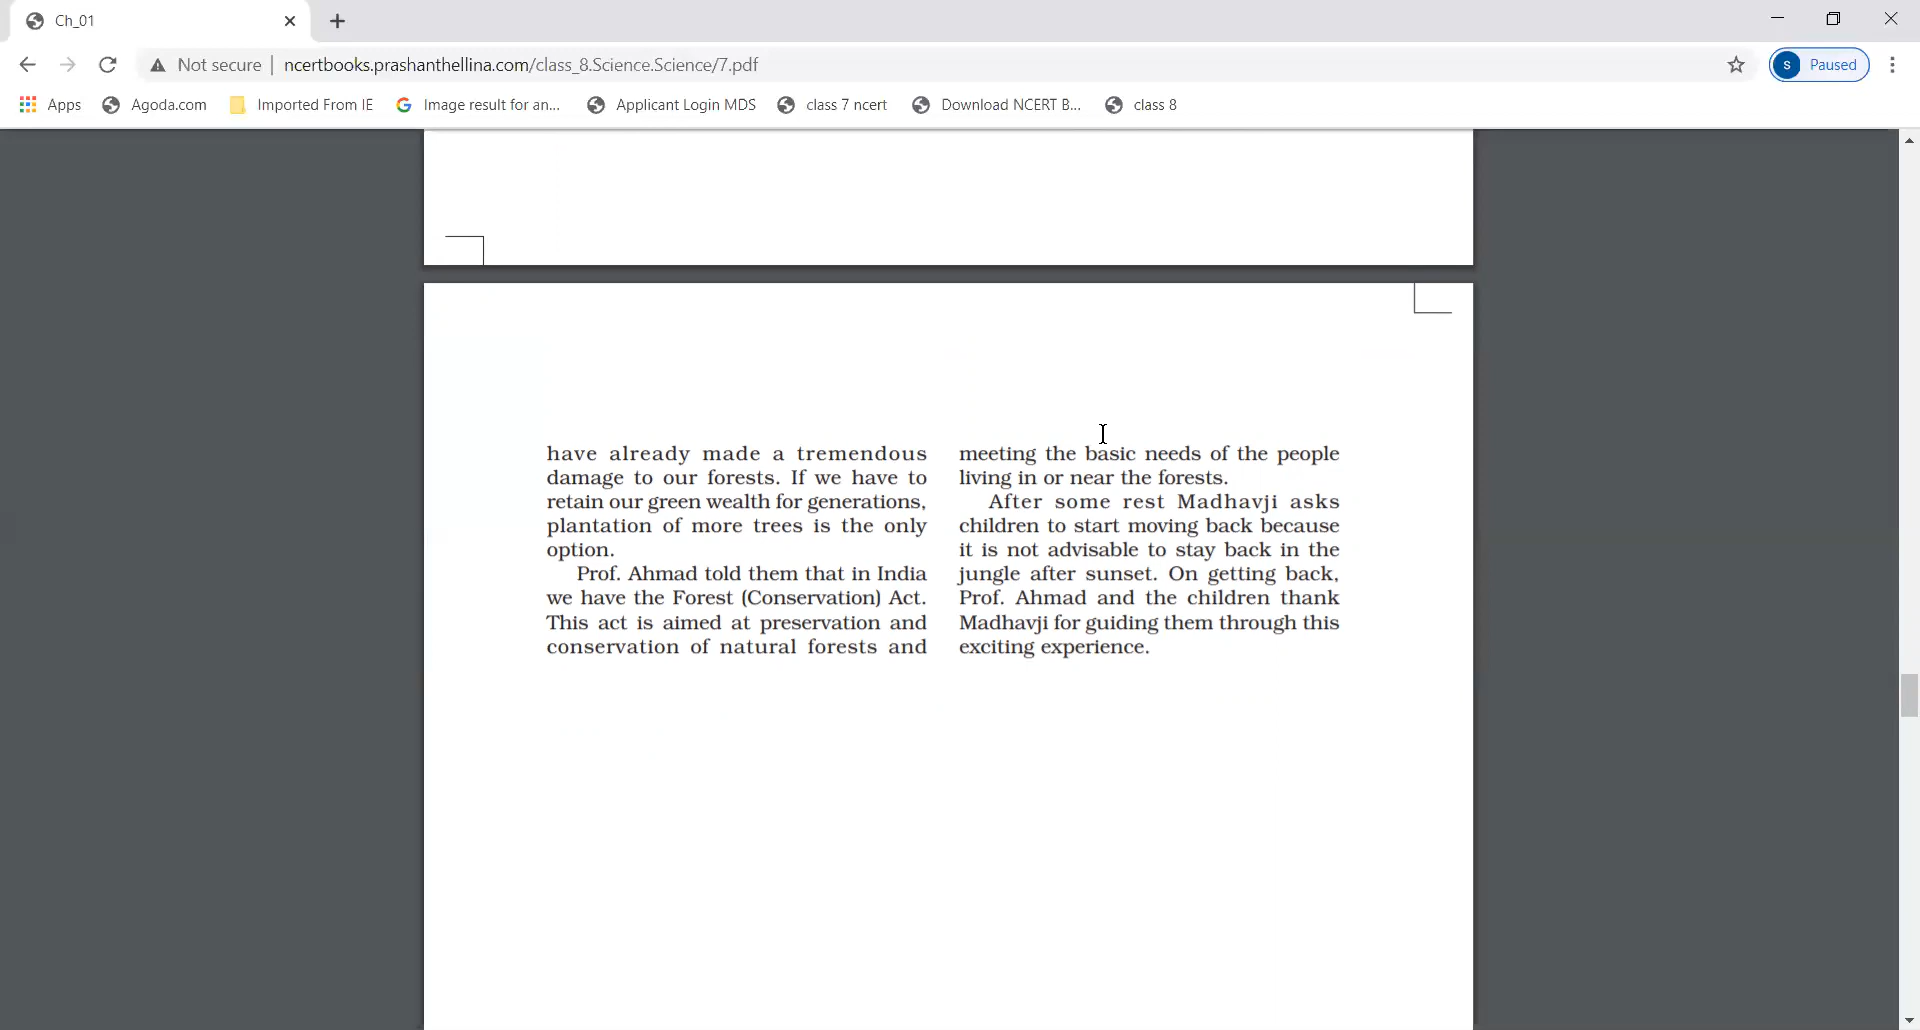 Ch_01
Not secure
ncertbooks.prashanthellina.com/class_8.Science.Science/7.pdf
S
Paused
Apps
Agoda.com
Imported From IE
G
Image result for an...
Applicant Login MDS
class 7 ncert
Download NCERT B...
class 8
have already made a tremendous
damage to our forests. If we have to
retain our green wealth for generations,
plantation of more trees is the only
option.
Prof. Ahmad told them that in India
we have the Forest (Conservation) Act.
This act is aimed at preservation and
conservation of natural forests and
meeting the basic needs of the people
living in or near the forests.
After some rest Madhavji asks
children to start moving back because
it is not advisable to stay back in the
jungle after sunset. On getting back,
Prof. Ahmad and the children thank
Madhavji for guiding them through this
exciting experience.